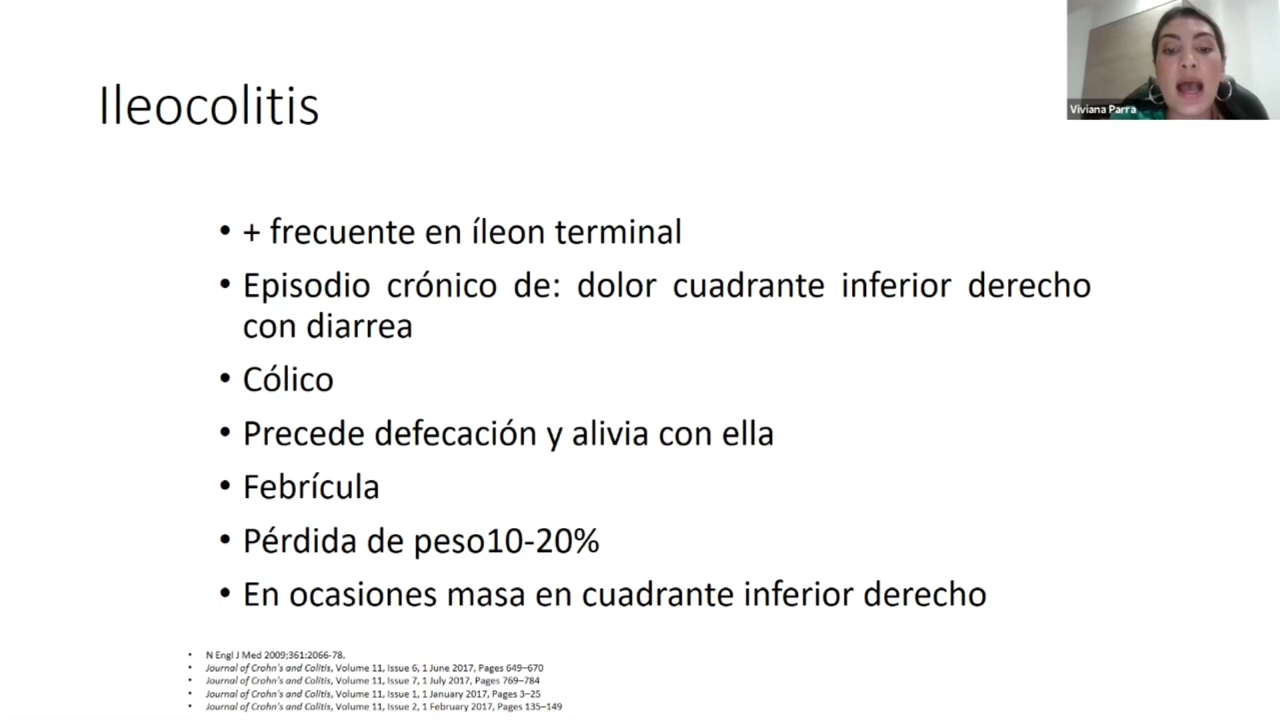 Viviana Parra
Ileocolitis
• + frecuente en íleon terminal
• Episodio crónico de: dolor cuadrante inferior derecho
con diarrea
• Cólico
• Precede defecación y alivia con ella
• Febrícula
• Pérdida de peso10-20%
• En ocasiones masa en cuadrante inferior derecho
• N Engl J Med 2009;361:2066-78.
• Journal of Crohn's and Colitis, Volume 11, Issue 6, 1 June 2017, Pages 649–670
• Journal of Crohn's and Colitis, Volume 11, Issue 7, 1 July 2017, Pages 769–784
• Journal of Crohn's and Colitis, Volume 11, Issue 1, 1 January 2017, Pages 3–25
• Journal of Crohn's and Colitis, Volume 11, Issue 2, 1 February 2017, Pages 135–149